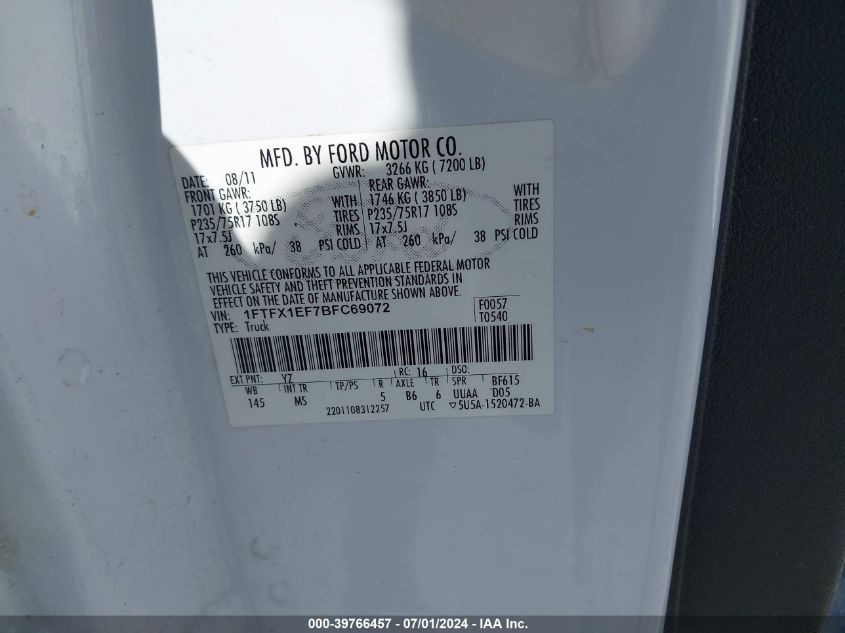 MFD. BY FORD MOTOR CO.
DATE: 08/11 GVWR: 3266 KG ( 7200 LB)
FRONT GAWR: REAR GAWR:
1701 KG ( 3750 LB) WITH 1746 KG ( 3850 LB) WITH
P235/75R17 108S TIRES P235/75R17 108S TIRES
17x7.5J RIMS 17x7.5J RIMS
AT 260 kPa/ 38 PSI COLD AT 260 kPa/ 38 PSI COLD
THIS VEHICLE CONFORMS TO ALL APPLICABLE FEDERAL MOTOR
VEHICLE SAFETY AND THEFT PREVENTION STANDARDS IN
EFFECT ON THE DATE OF MANUFACTURE SHOWN ABOVE.
VIN: 1FTFX1EF7BFC69072 F0057
TYPE: Truck T0540
EXT PNT: YZ RC: 16 DSO:
WB INT TR TP/PS R AXLE TR SPR BF615
145 MS 5 B6 6 UUAA D05
2201108312257 UTC ▽5U5A-1520472-BA
000-39766457 / 07/01/2024 - IAA Inc.